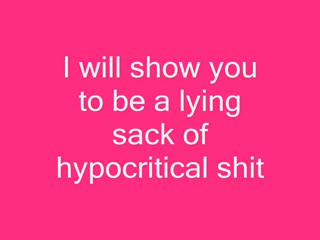 I will show you
to be a lying
sack of
hypocritical shit